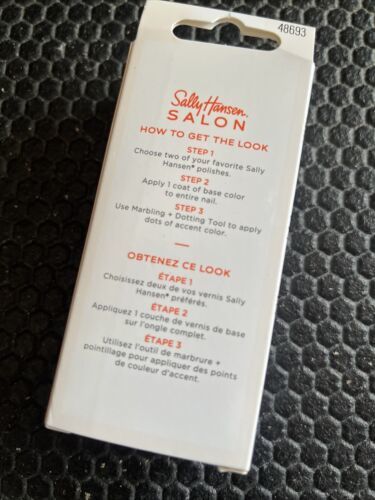 48693
Sally Hansen®
SALON
HOW TO GET THE LOOK
STEP 1
Choose two of your favorite Sally
Hansen® polishes.
STEP 2
Apply 1 coat of base color
to entire nail.
STEP 3
Use Marbling + Dotting Tool to apply
dots of accent color.
OBTENEZ CE LOOK
ÉTAPE 1
Choisissez deux de vos vernis Sally
Hansen® préférés.
ÉTAPE 2
Appliquez 1 couche de vernis de base
sur l'ongle complet.
ÉTAPE 3
Utilisez l'outil de marbrure +
pointillage pour appliquer des points
de couleur d'accent.